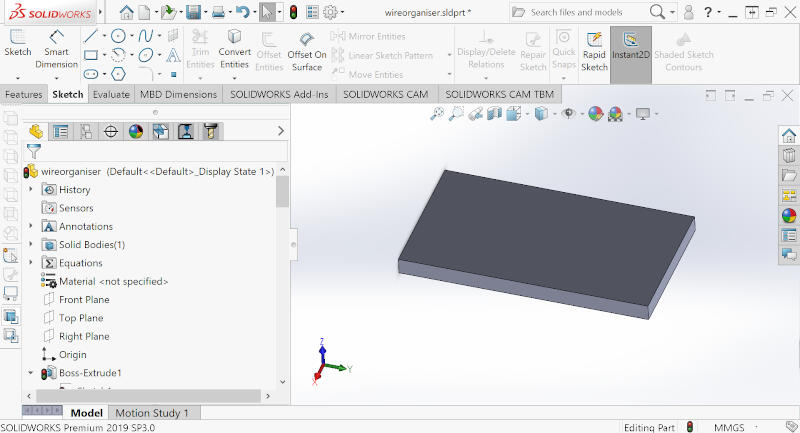 SOLIDWORKS
wireorganiser.sldprt *
Search files and models
?
Sketch
Smart Dimension
Trim Entities
Convert Entities
Offset Entities
Offset On Surface
Mirror Entities
Linear Sketch Pattern
Move Entities
Display/Delete Relations
Repair Sketch
Quick Snaps
Rapid Sketch
Instant2D
Shaded Sketch Contours
Features
Sketch
Evaluate
MBD Dimensions
SOLIDWORKS Add-Ins
SOLIDWORKS CAM
SOLIDWORKS CAM TBM
wireorganiser (Default<<Default>_Display State 1>)
History
Sensors
Annotations
Solid Bodies(1)
Equations
Material <not specified>
Front Plane
Top Plane
Right Plane
Origin
Boss-Extrude1
Z
Y
X
Model
Motion Study 1
SOLIDWORKS Premium 2019 SP3.0
Editing Part
MMGS